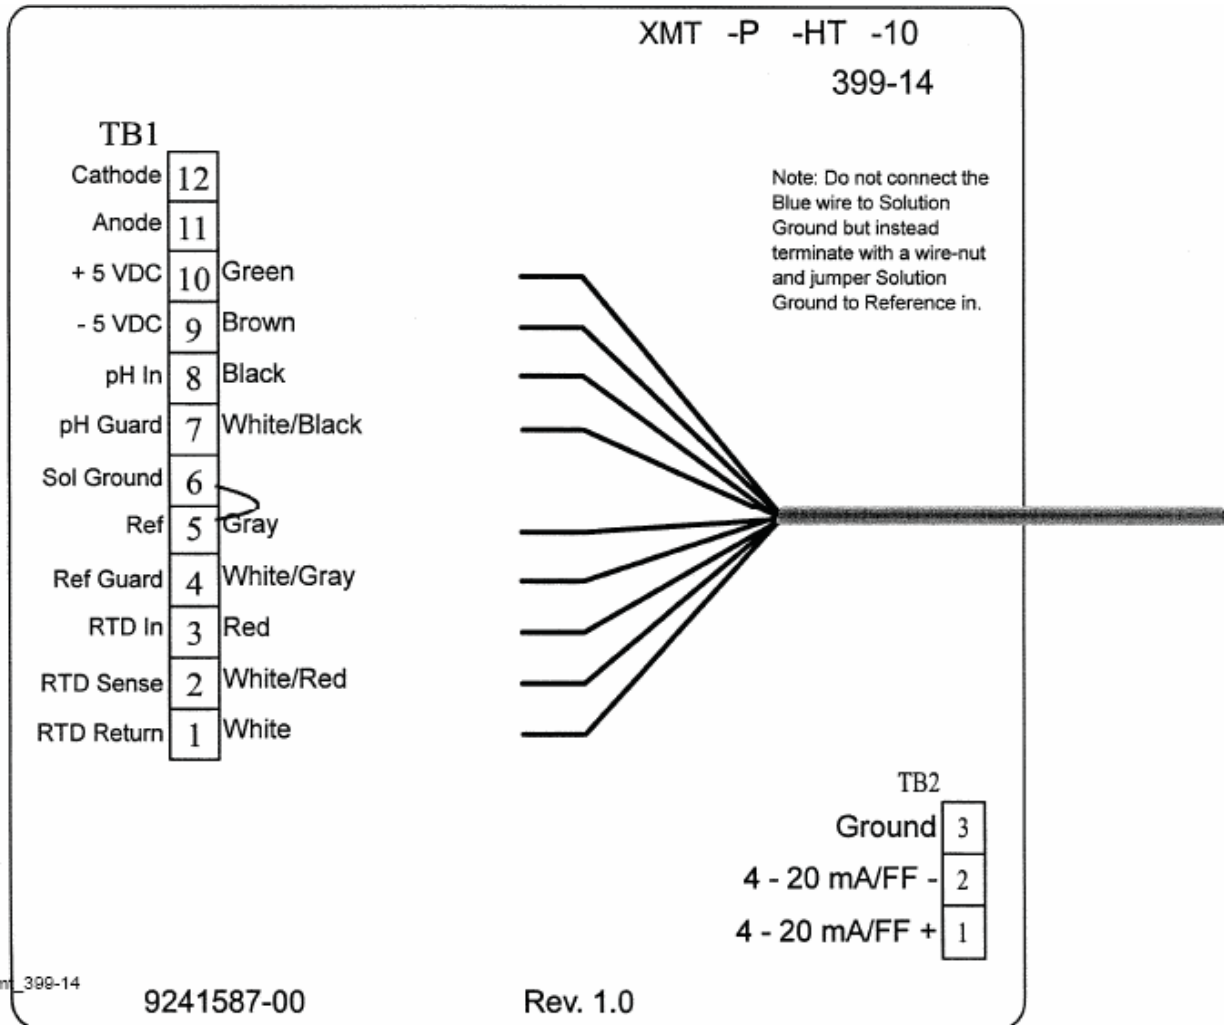 XMT -P -HT -10
399-14
TB1
Cathode 12
Anode 11
+ 5 VDC 10 Green
- 5 VDC 9 Brown
pH In 8 Black
pH Guard 7 White/Black
Sol Ground 6
Ref 5 Gray
Ref Guard 4 White/Gray
RTD In 3 Red
RTD Sense 2 White/Red
RTD Return 1 White
Note: Do not connect the
Blue wire to Solution
Ground but instead
terminate with a wire-nut
and jumper Solution
Ground to Reference in.
TB2
Ground 3
4 - 20 mA/FF - 2
4 - 20 mA/FF + 1
_399-14
9241587-00 Rev. 1.0